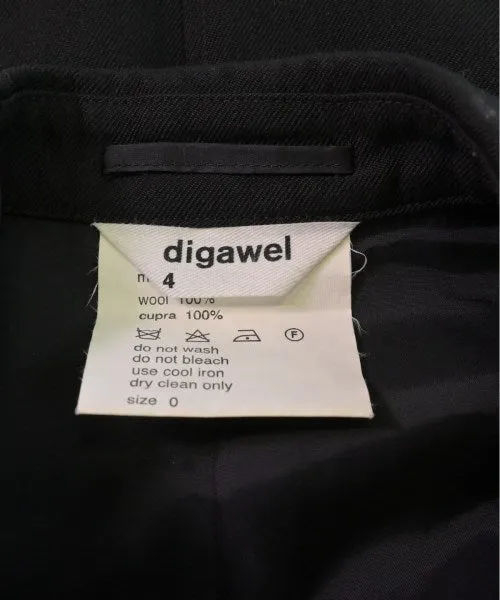 digawel
4
wool 100%
cupra 100%
F
do not wash
do not bleach
use cool iron
dry clean only
size 0